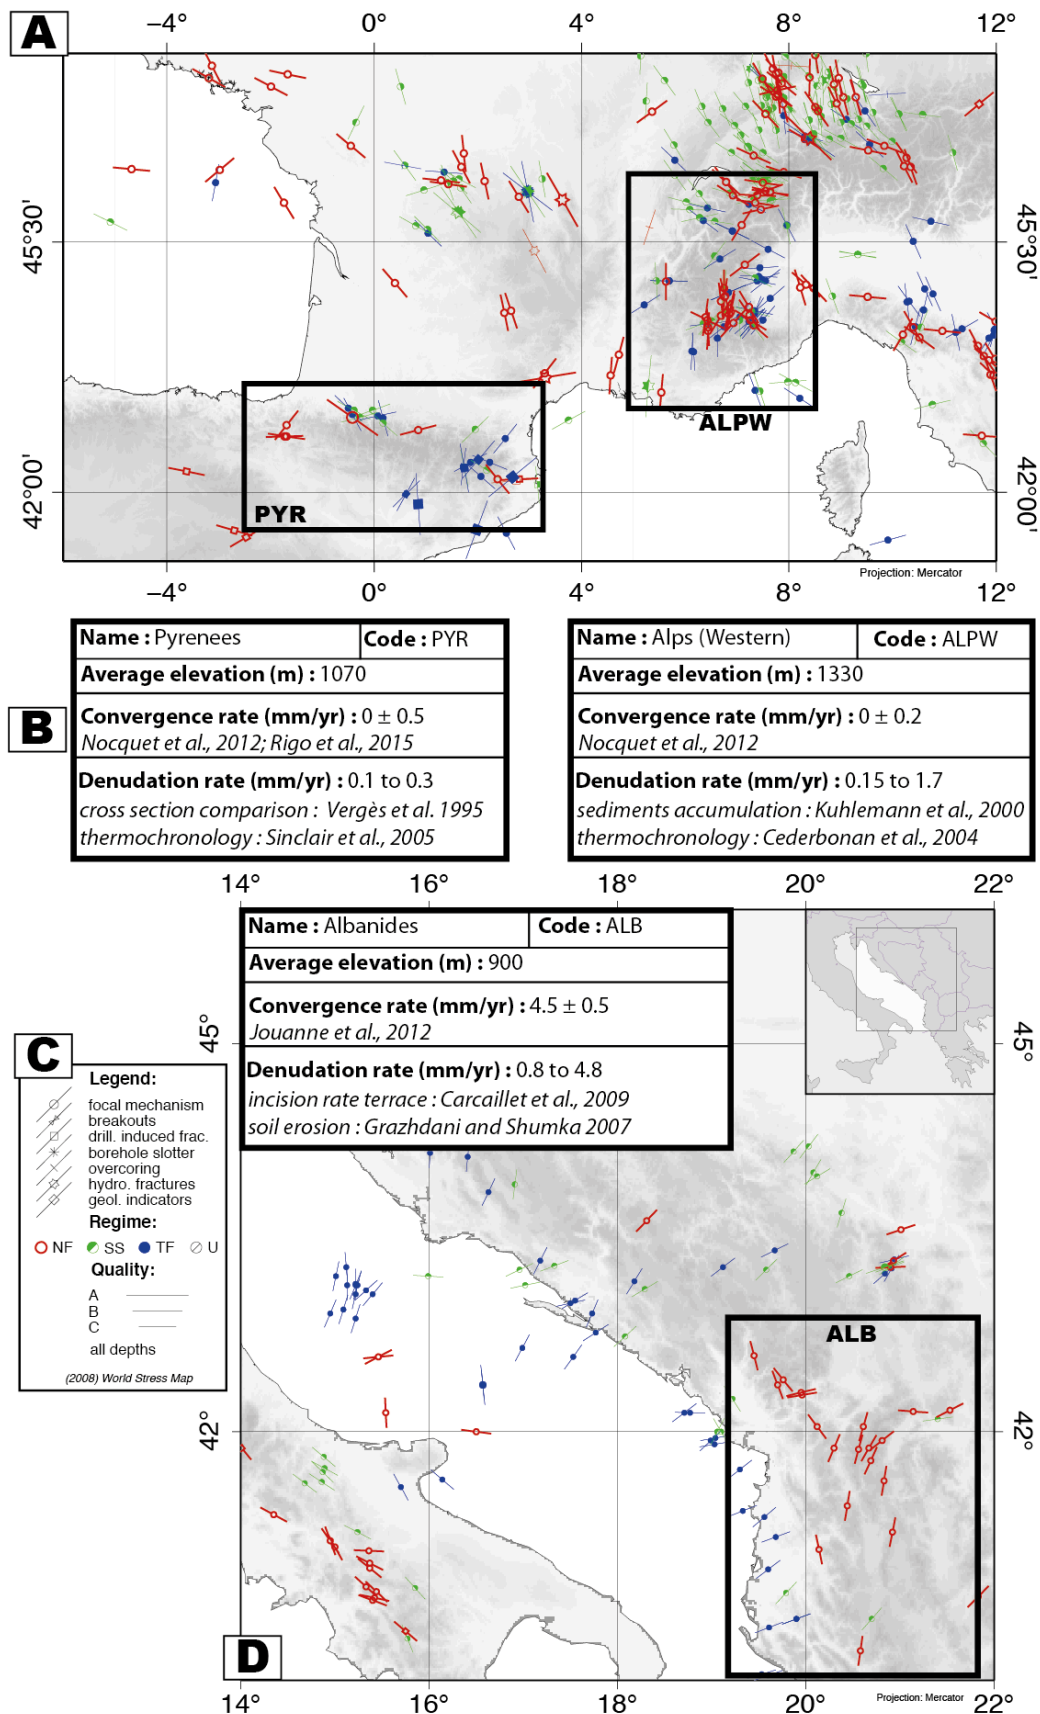 A
−4° 0° 4° 8° 12°
45°30'
45°30'
ALPW
42°00'
42°00'
PYR
Projection: Mercator
−4° 0° 4° 8° 12°
B
Name : Pyrenees Code : PYR
Average elevation (m) : 1070
Convergence rate (mm/yr) : 0 ± 0.5
Nocquet et al., 2012; Rigo et al., 2015
Denudation rate (mm/yr) : 0.1 to 0.3
cross section comparison : Vergès et al. 1995
thermochronology : Sinclair et al., 2005
Name : Alps (Western) Code : ALPW
Average elevation (m) : 1330
Convergence rate (mm/yr) : 0 ± 0.2
Nocquet et al., 2012
Denudation rate (mm/yr) : 0.15 to 1.7
sediments accumulation : Kuhlemann et al., 2000
thermochronology : Cederbonan et al., 2004
14° 16° 18° 20° 22°
Name : Albanides Code : ALB
Average elevation (m) : 900
Convergence rate (mm/yr) : 4.5 ± 0.5
Jouanne et al., 2012
Denudation rate (mm/yr) : 0.8 to 4.8
incision rate terrace : Carcaillet et al., 2009
soil erosion : Grazhdani and Shumka 2007
45°
45°
C
Legend:
focal mechanism
breakouts
drill. induced frac.
borehole slotter
overcoring
hydro. fractures
geol. indicators
Regime:
NF SS TF U
Quality:
A
B
C
all depths
(2008) World Stress Map
ALB
42°
42°
D
Projection: Mercator
14° 16° 18° 20° 22°